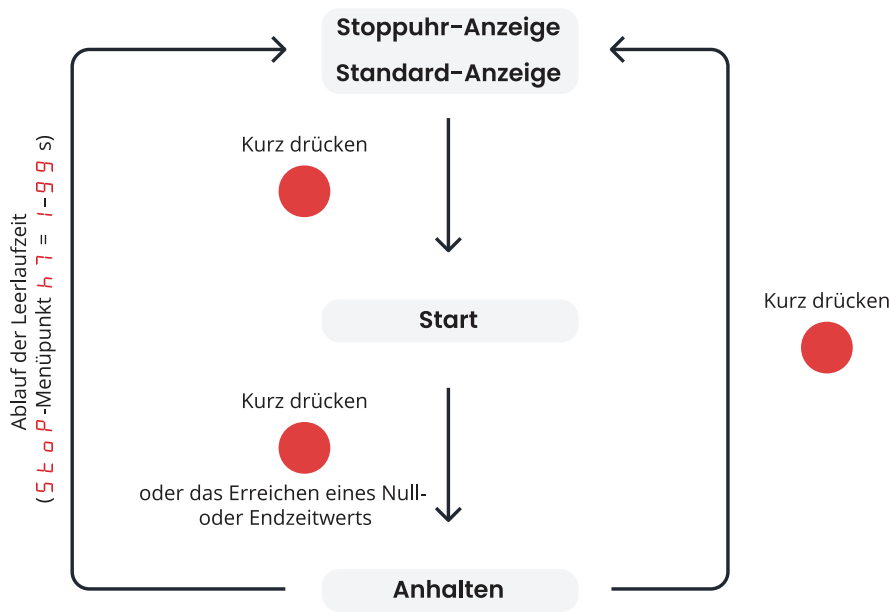 Stoppuhr-Anzeige
Standard-Anzeige
Kurz drücken
Start
Kurz drücken
oder das Erreichen eines Null-
oder Endzeitwerts
Anhalten
Kurz drücken
Ablauf der Leerlaufzeit
(StoP-Menüpunkt h7 = 1-99 s)